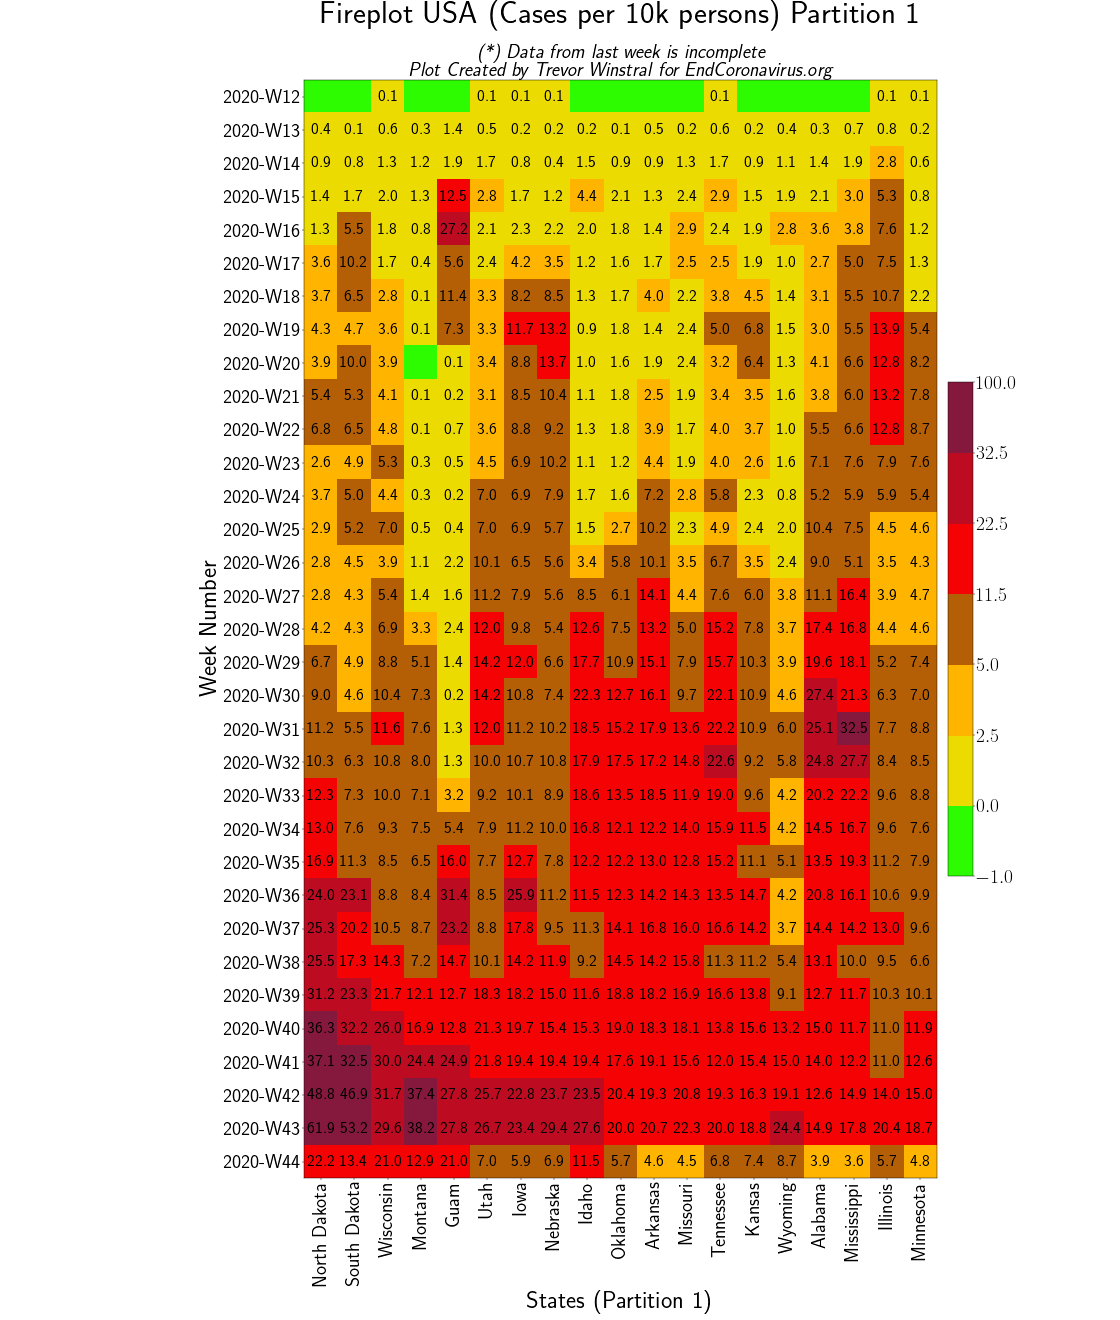 Fireplot USA (Cases per 10k persons) Partition 1
(*) Data from last week is incomplete
Plot Created by Trevor Winstral for EndCoronavirus.org
2020-W12 0.1 0.1 0.1 0.1 0.1 0.1 0.1
2020-W13 0.4 0.1 0.6 0.3 1.4 0.5 0.2 0.2 0.2 0.1 0.5 0.2 0.6 0.2 0.4 0.3 0.7 0.8 0.2
2020-W14 0.9 0.8 1.3 1.2 1.9 1.7 0.8 0.4 1.5 0.9 0.9 1.3 1.7 0.9 1.1 1.4 1.9 2.8 0.6
2020-W15 1.4 1.7 2.0 1.3 12.5 2.8 1.7 1.2 4.4 2.1 1.3 2.4 2.9 1.5 1.9 2.1 3.0 5.3 0.8
2020-W16 1.3 5.5 1.8 0.8 27.2 2.1 2.3 2.2 2.0 1.8 1.4 2.9 2.4 1.9 2.8 3.6 3.8 7.6 1.2
2020-W17 3.6 10.2 1.7 0.4 5.6 2.4 4.2 3.5 1.2 1.6 1.7 2.5 2.5 1.9 1.0 2.7 5.0 7.5 1.3
2020-W18 3.7 6.5 2.8 0.1 11.4 3.3 8.2 8.5 1.3 1.7 4.0 2.2 3.8 4.5 1.4 3.1 5.5 10.7 2.2
2020-W19 4.3 4.7 3.6 0.1 7.3 3.3 11.7 13.2 0.9 1.8 1.4 2.4 5.0 6.8 1.5 3.0 5.5 13.9 5.4
2020-W20 3.9 10.0 3.9 0.1 3.4 8.8 13.7 1.0 1.6 1.9 2.4 3.2 6.4 1.3 4.1 6.6 12.8 8.2
2020-W21 5.4 5.3 4.1 0.1 0.2 3.1 8.5 10.4 1.1 1.8 2.5 1.9 3.4 3.5 1.6 3.8 6.0 13.2 7.8
2020-W22 6.8 6.5 4.8 0.1 0.7 3.6 8.8 9.2 1.3 1.8 3.9 1.7 4.0 3.7 1.0 5.5 6.6 12.8 8.7
2020-W23 2.6 4.9 5.3 0.3 0.5 4.5 6.9 10.2 1.1 1.2 4.4 1.9 4.0 2.6 1.6 7.1 7.6 7.9 7.6
2020-W24 3.7 5.0 4.4 0.3 0.2 7.0 6.9 7.9 1.7 1.6 7.2 2.8 5.8 2.3 0.8 5.2 5.9 5.9 5.4
2020-W25 2.9 5.2 7.0 0.5 0.4 7.0 6.9 5.7 1.5 2.7 10.2 2.3 4.9 2.4 2.0 10.4 7.5 4.5 4.6
2020-W26 2.8 4.5 3.9 1.1 2.2 10.1 6.5 5.6 3.4 5.8 10.1 3.5 6.7 3.5 2.4 9.0 5.1 3.5 4.3
2020-W27 2.8 4.3 5.4 1.4 1.6 11.2 7.9 5.6 8.5 6.1 14.1 4.4 7.6 6.0 3.8 11.1 16.4 3.9 4.7
2020-W28 4.2 4.3 6.9 3.3 2.4 12.0 9.8 5.4 12.6 7.5 13.2 5.0 15.2 7.8 3.7 17.4 16.8 4.4 4.6
2020-W29 6.7 4.9 8.8 5.1 1.4 14.2 12.0 6.6 17.7 10.9 15.1 7.9 15.7 10.3 3.9 19.6 18.1 5.2 7.4
2020-W30 9.0 4.6 10.4 7.3 0.2 14.2 10.8 7.4 22.3 12.7 16.1 9.7 22.1 10.9 4.6 27.4 21.3 6.3 7.0
2020-W31 11.2 5.5 11.6 7.6 1.3 12.0 11.2 10.2 18.5 15.2 17.9 13.6 22.2 10.9 6.0 25.1 32.5 7.7 8.8
2020-W32 10.3 6.3 10.8 8.0 1.3 10.0 10.7 10.8 17.9 17.5 17.2 14.8 22.6 9.2 5.8 24.8 27.7 8.4 8.5
2020-W33 12.3 7.3 10.0 7.1 3.2 9.2 10.1 8.9 18.6 13.5 18.5 11.9 19.0 9.6 4.2 20.2 22.2 9.6 8.8
2020-W34 13.0 7.6 9.3 7.5 5.4 7.9 11.2 10.0 16.8 12.1 12.2 14.0 15.9 11.5 4.2 14.5 16.7 9.6 7.6
2020-W35 16.9 11.3 8.5 6.5 16.0 7.7 12.7 7.8 12.2 12.2 13.0 12.8 15.2 11.1 5.1 13.5 19.3 11.2 7.9
2020-W36 24.0 23.1 8.8 8.4 31.4 8.5 25.9 11.2 11.5 12.3 14.2 14.3 13.5 14.7 4.2 20.8 16.1 10.6 9.9
2020-W37 25.3 20.2 10.5 8.7 23.2 8.8 17.8 9.5 11.3 14.1 16.8 16.0 16.6 14.2 3.7 14.4 14.2 13.0 9.6
2020-W38 25.5 17.3 14.3 7.2 14.7 10.1 14.2 11.9 9.2 14.5 14.2 15.8 11.3 11.2 5.4 13.1 10.0 9.5 6.6
2020-W39 31.2 23.3 21.7 12.1 12.7 18.3 18.2 15.0 11.6 18.8 18.2 16.9 16.6 13.8 9.1 12.7 11.7 10.3 10.1
2020-W40 36.3 32.2 26.0 16.9 12.8 21.3 19.7 15.4 15.3 19.0 18.3 18.1 13.8 15.6 13.2 15.0 11.7 11.0 11.9
2020-W41 37.1 32.5 30.0 24.4 24.9 21.8 19.4 19.4 19.4 17.6 19.1 15.6 12.0 15.4 15.0 14.0 12.2 11.0 12.6
2020-W42 48.8 46.9 31.7 37.4 27.8 25.7 22.8 23.7 23.5 20.4 19.3 20.8 19.3 16.3 19.1 12.6 14.9 14.0 15.0
2020-W43 61.9 53.2 29.6 38.2 27.8 26.7 23.4 29.4 27.6 20.0 20.7 22.3 20.0 18.8 24.4 14.9 17.8 20.4 18.7
2020-W44 22.2 13.4 21.0 12.9 21.0 7.0 5.9 6.9 11.5 5.7 4.6 4.5 6.8 7.4 8.7 3.9 3.6 5.7 4.8
Week Number
North Dakota
South Dakota
Wisconsin
Montana
Guam
Utah
Iowa
Nebraska
Idaho
Oklahoma
Arkansas
Missouri
Tennessee
Kansas
Wyoming
Alabama
Mississippi
Illinois
Minnesota
States (Partition 1)
100.0
32.5
22.5
11.5
5.0
2.5
0.0
−1.0